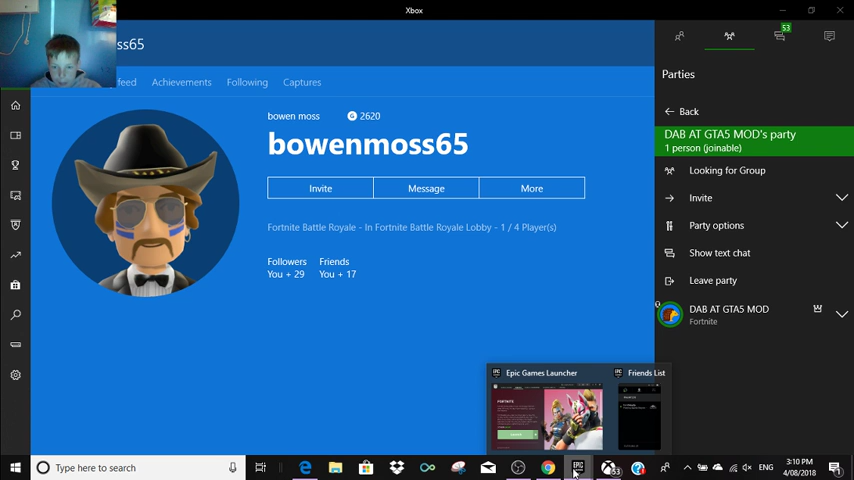 Xbox
ss65
feed
Achievements
Following
Captures
bowen moss
G 2620
bowenmoss65
Invite
Message
More
Fortnite Battle Royale - In Fortnite Battle Royale Lobby - 1 / 4 Player(s)
Followers
Friends
You + 29
You + 17
53
Parties
Back
DAB AT GTA5 MOD's party
1 person (joinable)
Looking for Group
Invite
Party options
Show text chat
Leave party
DAB AT GTA5 MOD
Fortnite
Epic Games Launcher
Friends List
FORTNITE
Type here to search
EPIC
53
ENG
3:10 PM
4/08/2018